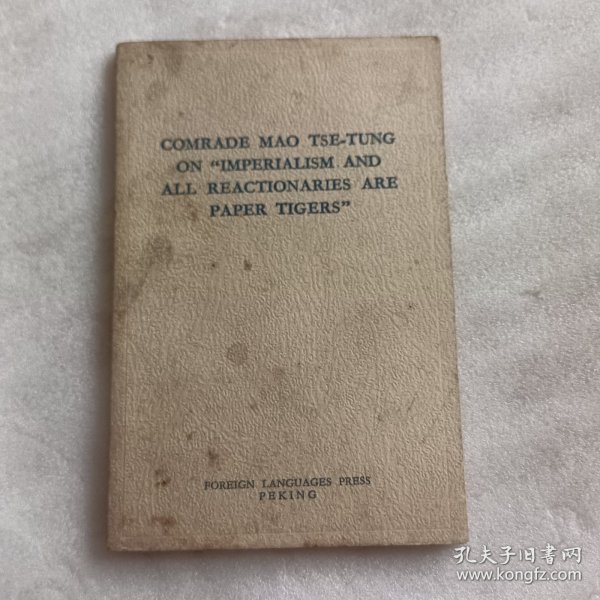 COMRADE MAO TSE-TUNG
ON “IMPERIALISM AND
ALL REACTIONARIES ARE
PAPER TIGERS”
FOREIGN LANGUAGES PRESS
PEKING
孔夫子旧書网
www.kongfz.com